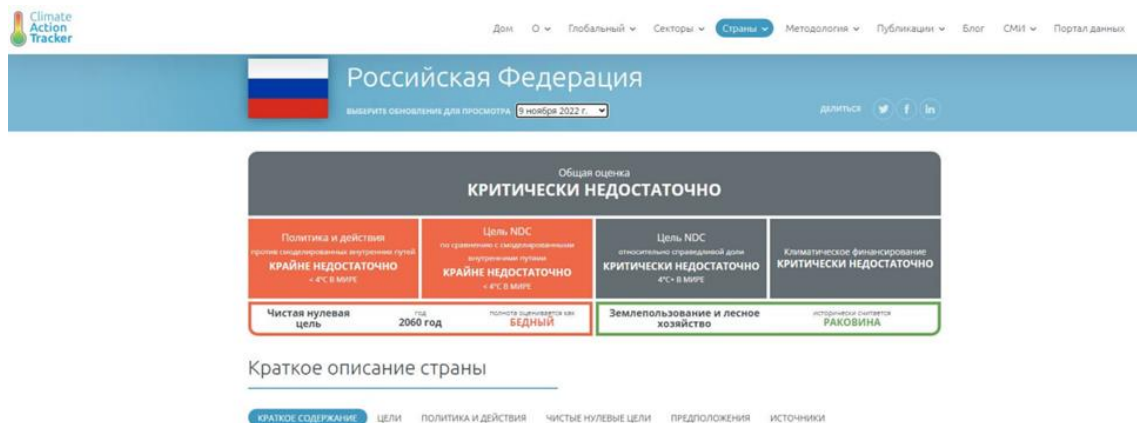 Climate
Action
Tracker
Дом О Глобальный Секторы Страны Методология Публикации Блог СМИ Портал данных
Российская Федерация
ВЫБЕРИТЕ ОБНОВЛЕНИЕ ДЛЯ ПРОСМОТРА 9 ноября 2022 г.
ДЕЛИТЬСЯ
Общая оценка
КРИТИЧЕСКИ НЕДОСТАТОЧНО
Политика и действия
против смоделированных внутренних путей
КРАЙНЕ НЕДОСТАТОЧНО
< 4°C В МИРЕ
Цель NDC
по сравнению с смоделированными
внутренними путями
КРАЙНЕ НЕДОСТАТОЧНО
< 4°C В МИРЕ
Цель NDC
относительно справедливой доли
КРИТИЧЕСКИ НЕДОСТАТОЧНО
4°C+ В МИРЕ
Климатическое финансирование
КРИТИЧЕСКИ НЕДОСТАТОЧНО
Чистая нулевая
цель
год
2060 год
полнота оценивается как
БЕДНЫЙ
Землепользование и лесное
хозяйство
исторически считается
РАКОВИНА
Краткое описание страны
КРАТКОЕ СОДЕРЖАНИЕ ЦЕЛИ ПОЛИТИКА И ДЕЙСТВИЯ ЧИСТЫЕ НУЛЕВЫЕ ЦЕЛИ ПРЕДПОЛОЖЕНИЯ ИСТОЧНИКИ